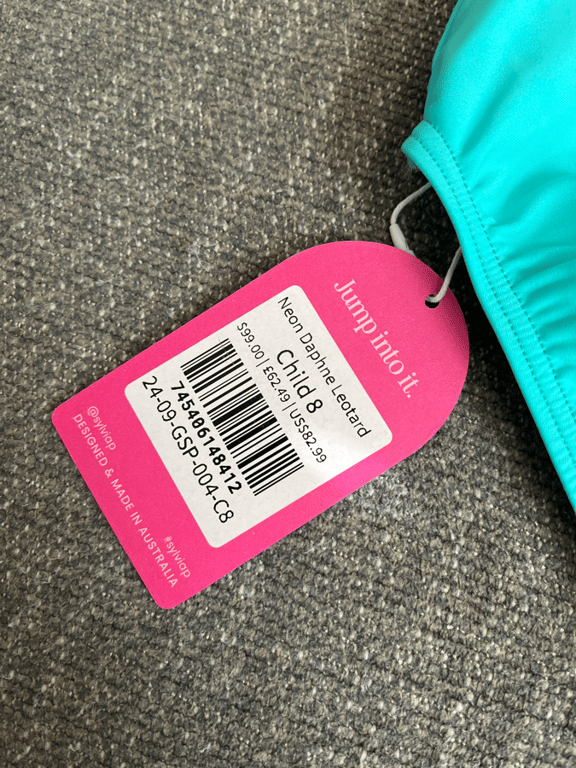 Jump into it.
Neon Daphne Leotard
$99.00 | £62.49 | US$82.99
Child 8
745406148412
24-09-GSP-004-C8
@sylviap
#sylviap
DESIGNED & MADE IN AUSTRALIA